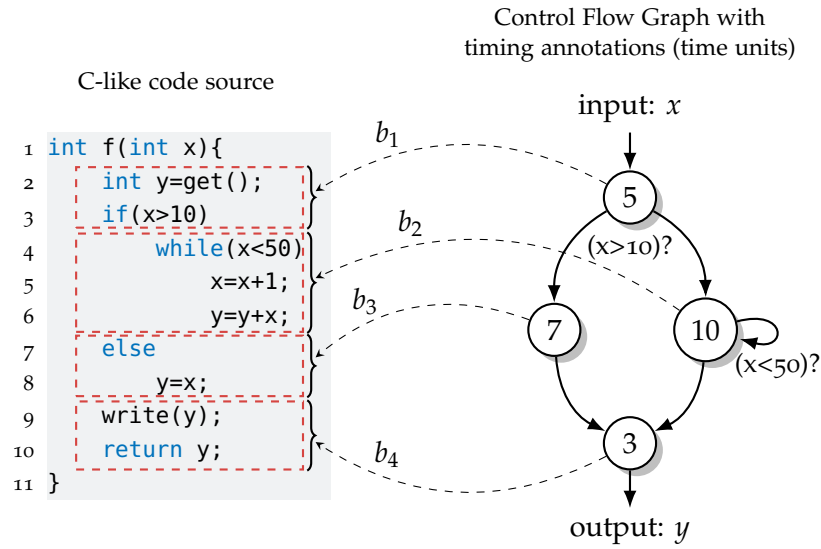 Control Flow Graph with
timing annotations (time units)
C-like code source
input: x
1 int f(int x){
2 int y=get();
3 if(x>10)
4 while(x<50)
5 x=x+1;
6 y=y+x;
7 else
8 y=x;
9 write(y);
10 return y;
11 }
b1
b2
b3
b4
5
(x>10)?
7
10
(x<50)?
3
output: y